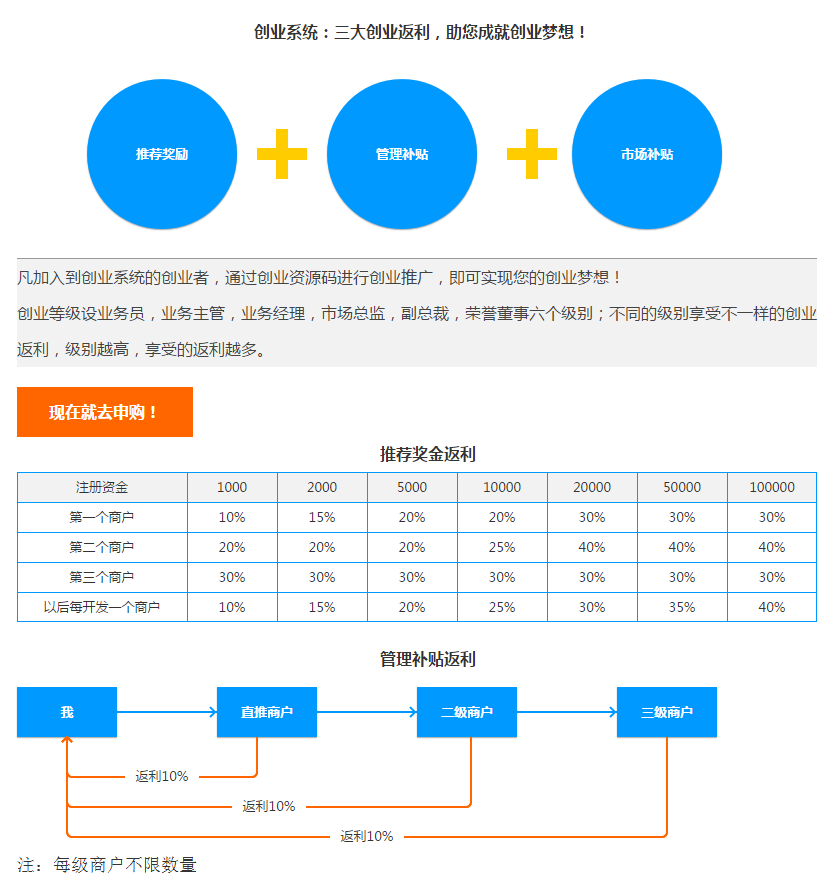 创业系统：三大创业返利，助您成就创业梦想！
推荐奖励
管理补贴
市场补贴
凡加入到创业系统的创业者，通过创业资源码进行创业推广，即可实现您的创业梦想！
创业等级设业务员，业务主管，业务经理，市场总监，副总裁，荣誉董事六个级别；不同的级别享受不一样的创业
返利，级别越高，享受的返利越多。
现在就去申购！
推荐奖金返利
注册资金 1000 2000 5000 10000 20000 50000 100000
第一个商户 10% 15% 20% 20% 30% 30% 30%
第二个商户 20% 20% 20% 25% 40% 40% 40%
第三个商户 30% 30% 30% 30% 30% 30% 30%
以后每开发一个商户 10% 15% 20% 25% 30% 35% 40%
管理补贴返利
我 直推商户 二级商户 三级商户
返利10%
返利10%
返利10%
注：每级商户不限数量